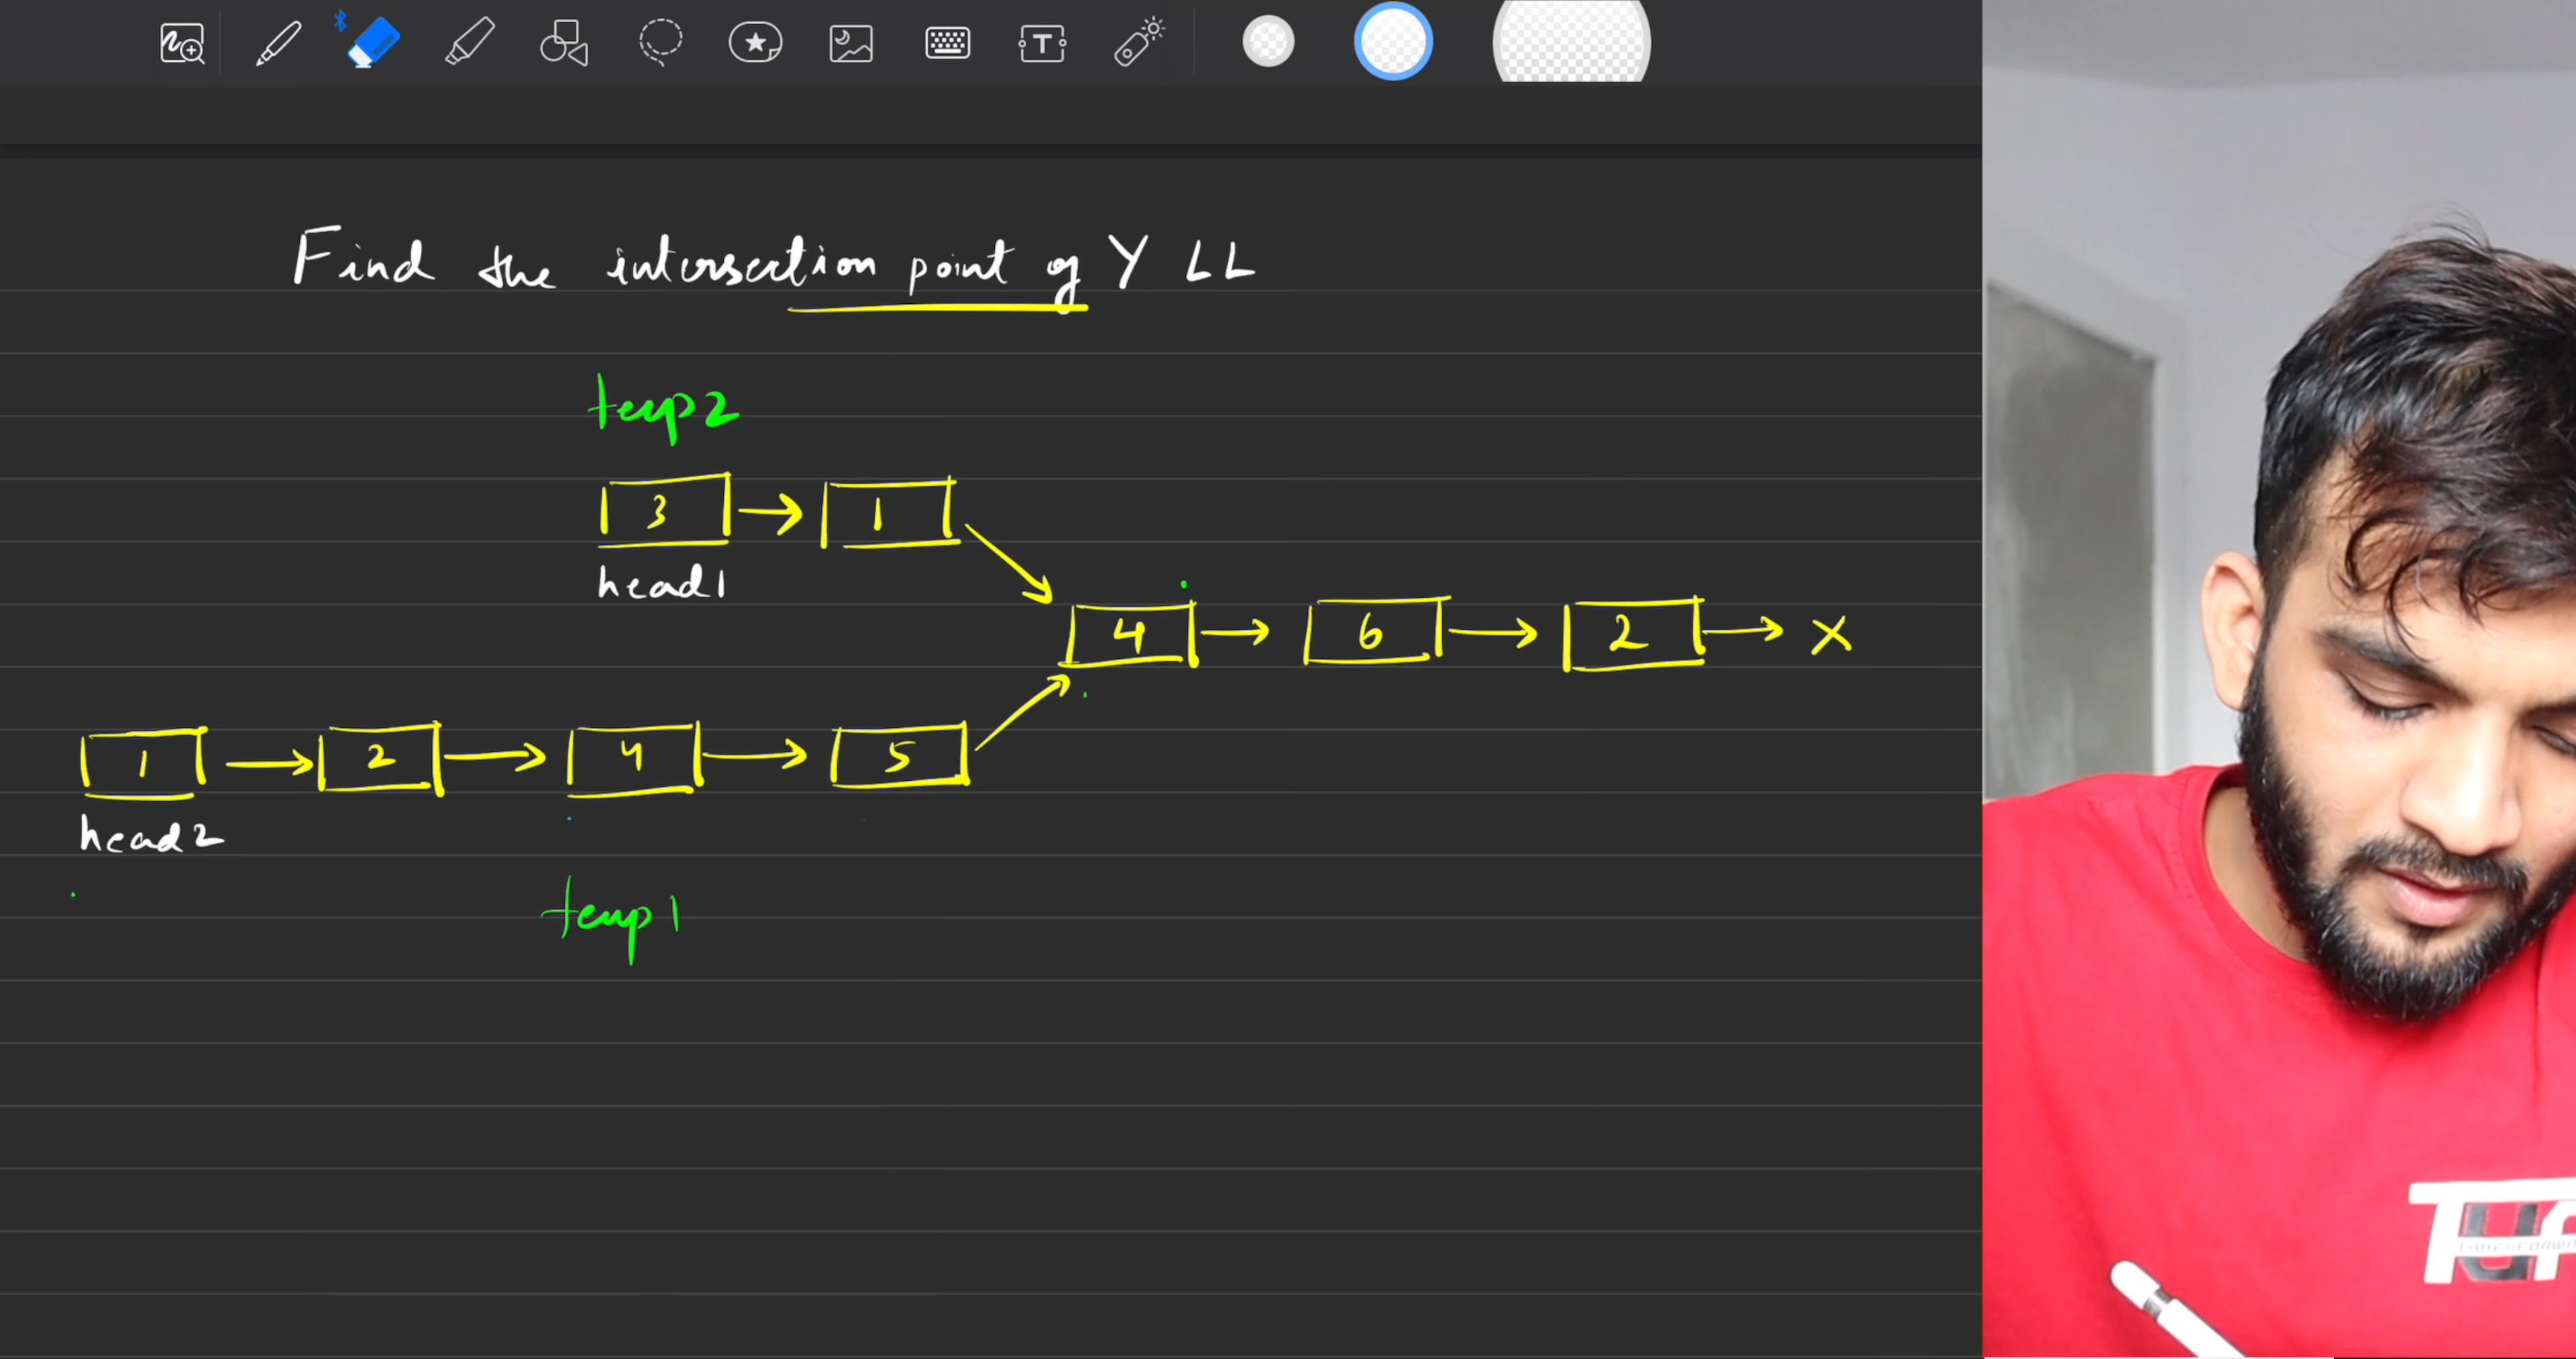 Find the intersection point of Y LL
temp2
3 → 1
head1
4 → 6 → 2 → X
1 → 2 → 4 → 5
head2
temp1